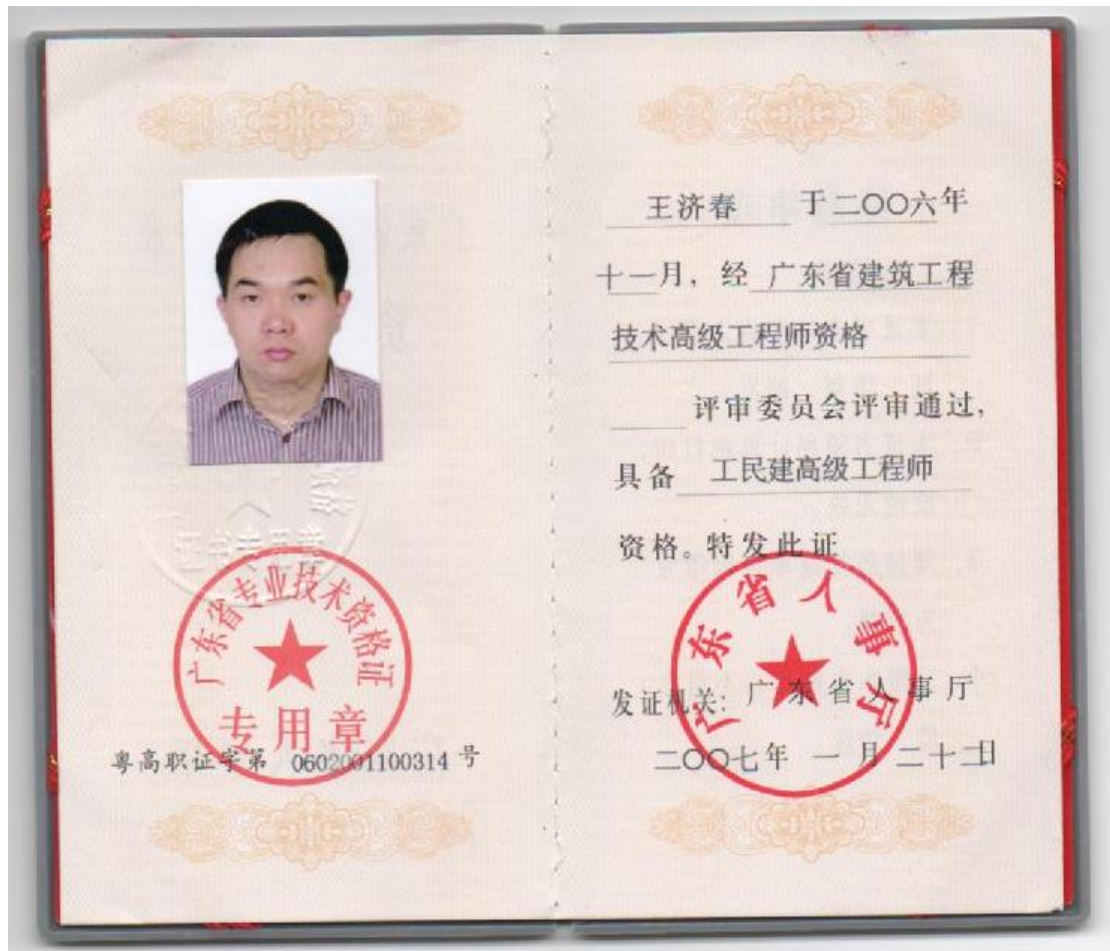 广东省专业技术资格证
专用章
粤高职证字第 0602001100314 号
王济春 于二〇〇六年
十一月，经 广东省建筑工程
技术高级工程师资格
评审委员会评审通过，
具备 工民建高级工程师
资格。特发此证
广东省人事厅
发证机关：广东省人事厅
二〇〇七年 一 月 二十二日